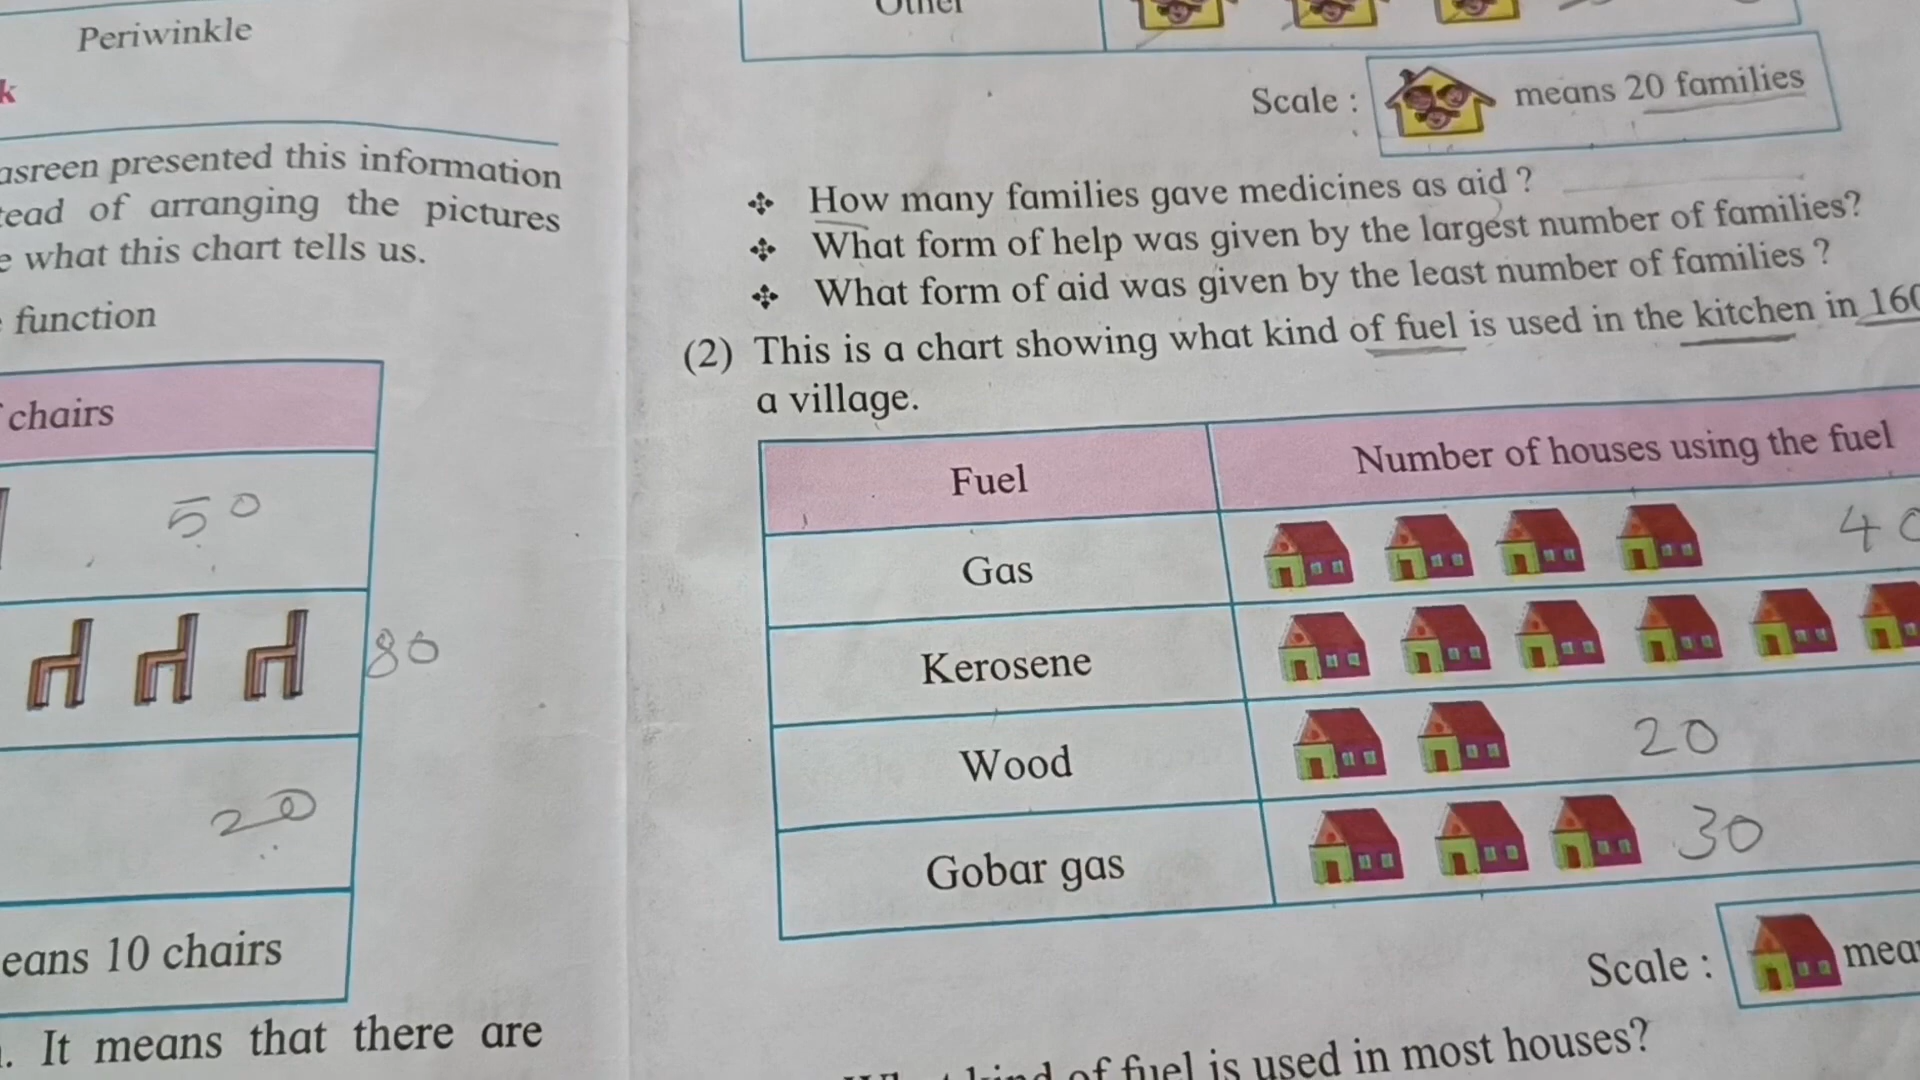 Periwinkle
presented this information
of arranging the pictures
what this chart tells us.
function
chairs
50
80
20
10 chairs
It means that there are
Other
Scale : means 20 families
How many families gave medicines as aid ?
What form of help was given by the largest number of families?
What form of aid was given by the least number of families ?
(2) This is a chart showing what kind of fuel is used in the kitchen in
a village.
Fuel Number of houses using the fuel
Gas
Kerosene
Wood 20
Gobar gas 30
Scale :
of fuel is used in most houses?